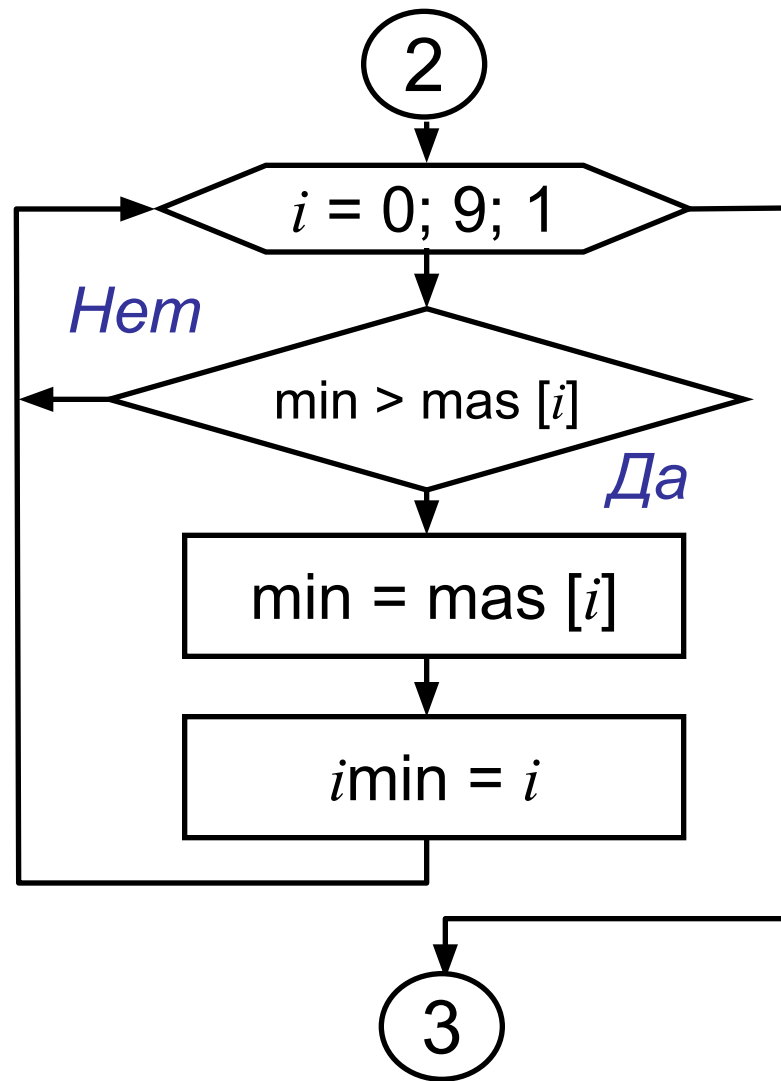 2
i = 0; 9; 1
Нет
min > mas [i]
Да
min = mas [i]
imin = i
3